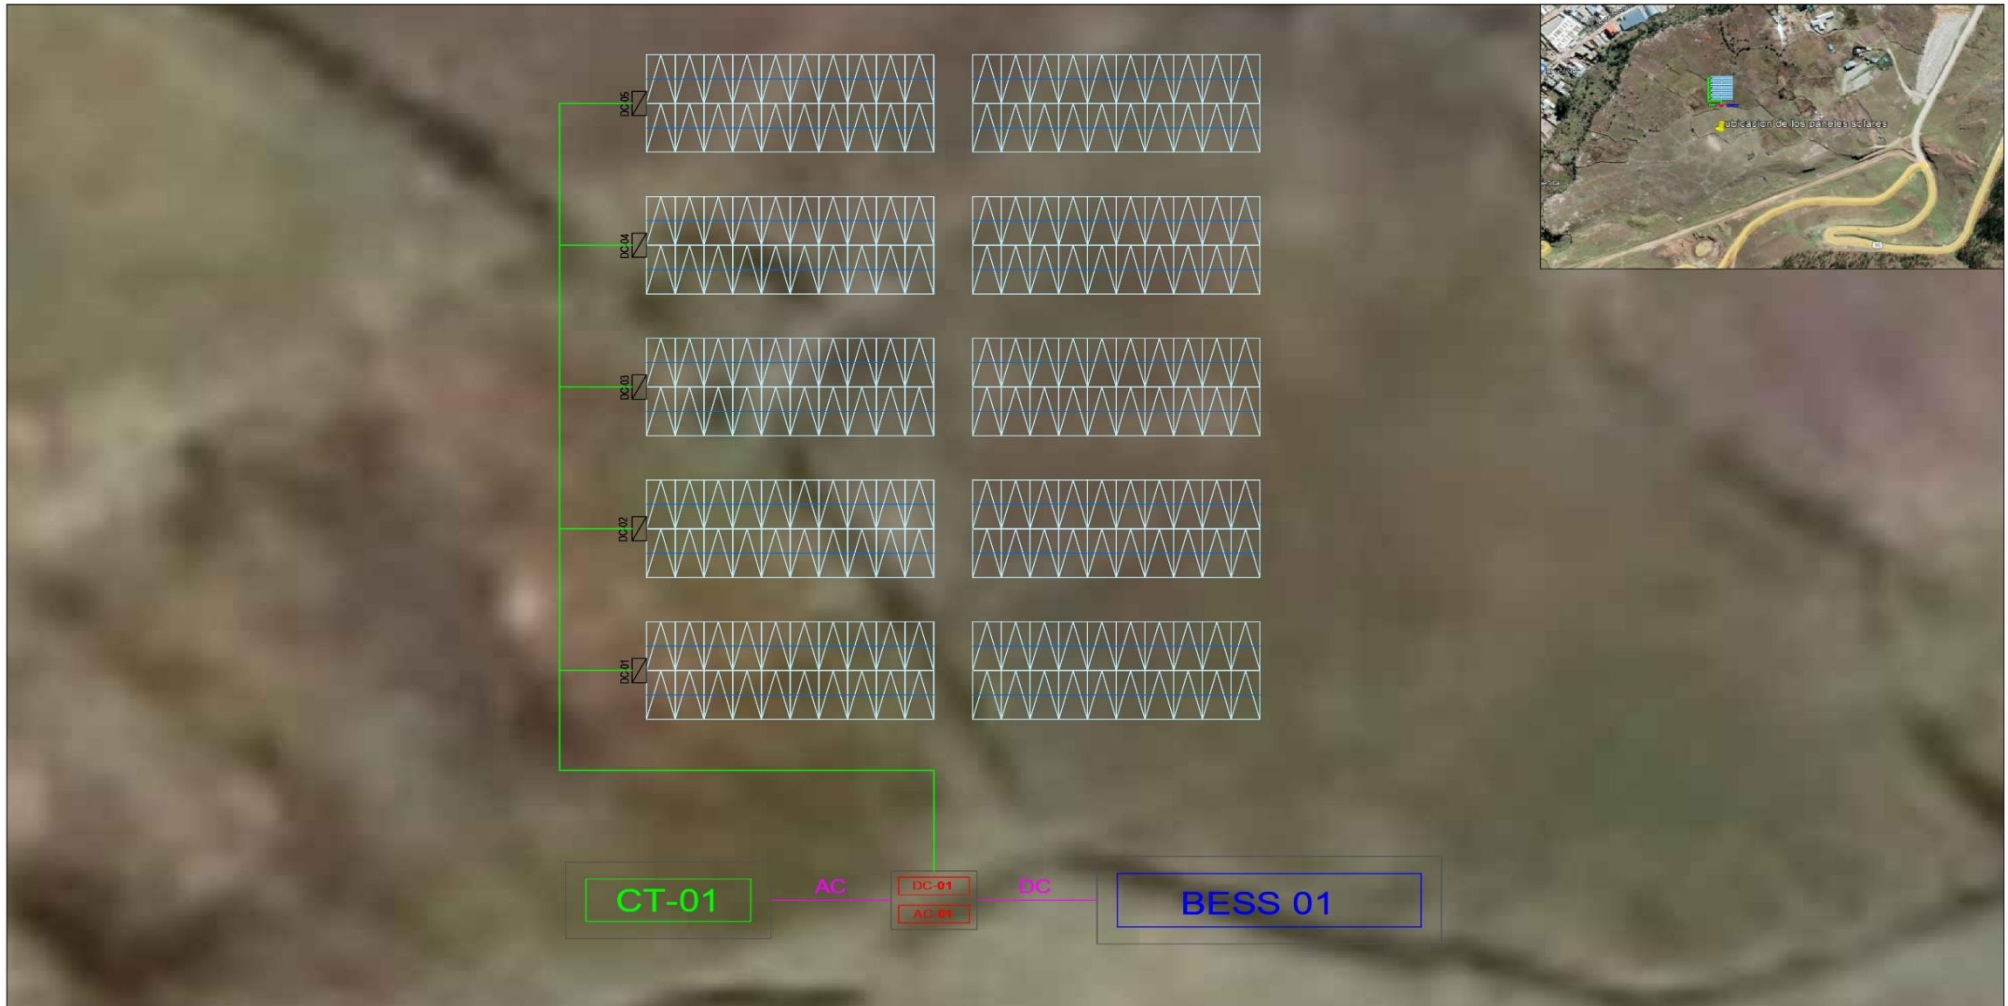 ubicacion de los paneles solares
DC-05
DC-04
DC-03
DC-02
DC-01
CT-01
AC
DC-01
AC-01
DC
BESS 01